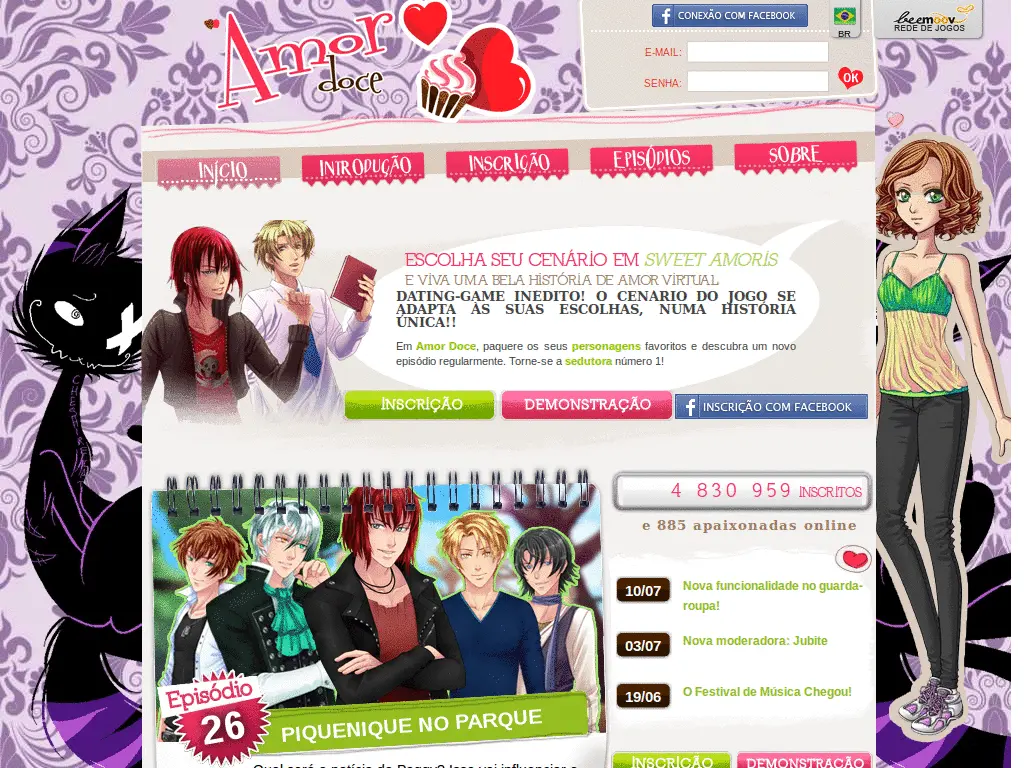 Amor
doce
CONEXÃO COM FACEBOOK
BR
beemoov
REDE DE JOGOS
E-MAIL:
SENHA:
OK
INÍCIO
INTRODUÇÃO
INSCRIÇÃO
EPISÓDIOS
SOBRE
ESCOLHA SEU CENÁRIO EM SWEET AMORIS
E VIVA UMA BELA HISTÓRIA DE AMOR VIRTUAL
DATING-GAME INEDITO! O CENARIO DO JOGO SE
ADAPTA ÀS SUAS ESCOLHAS, NUMA HISTÓRIA
ÚNICA!!
Em Amor Doce, paquere os seus personagens favoritos e descubra um novo
episódio regularmente. Torne-se a sedutora número 1!
INSCRIÇÃO
DEMONSTRAÇÃO
INSCRIÇÃO COM FACEBOOK
4 830 959 INSCRITOS
e 885 apaixonadas online
10/07
Nova funcionalidade no guarda-
roupa!
03/07
Nova moderadora: Jubite
19/06
O Festival de Música Chegou!
Episódio
26
PIQUENIQUE NO PARQUE
INSCRIÇÃO
DEMONSTRAÇÃO